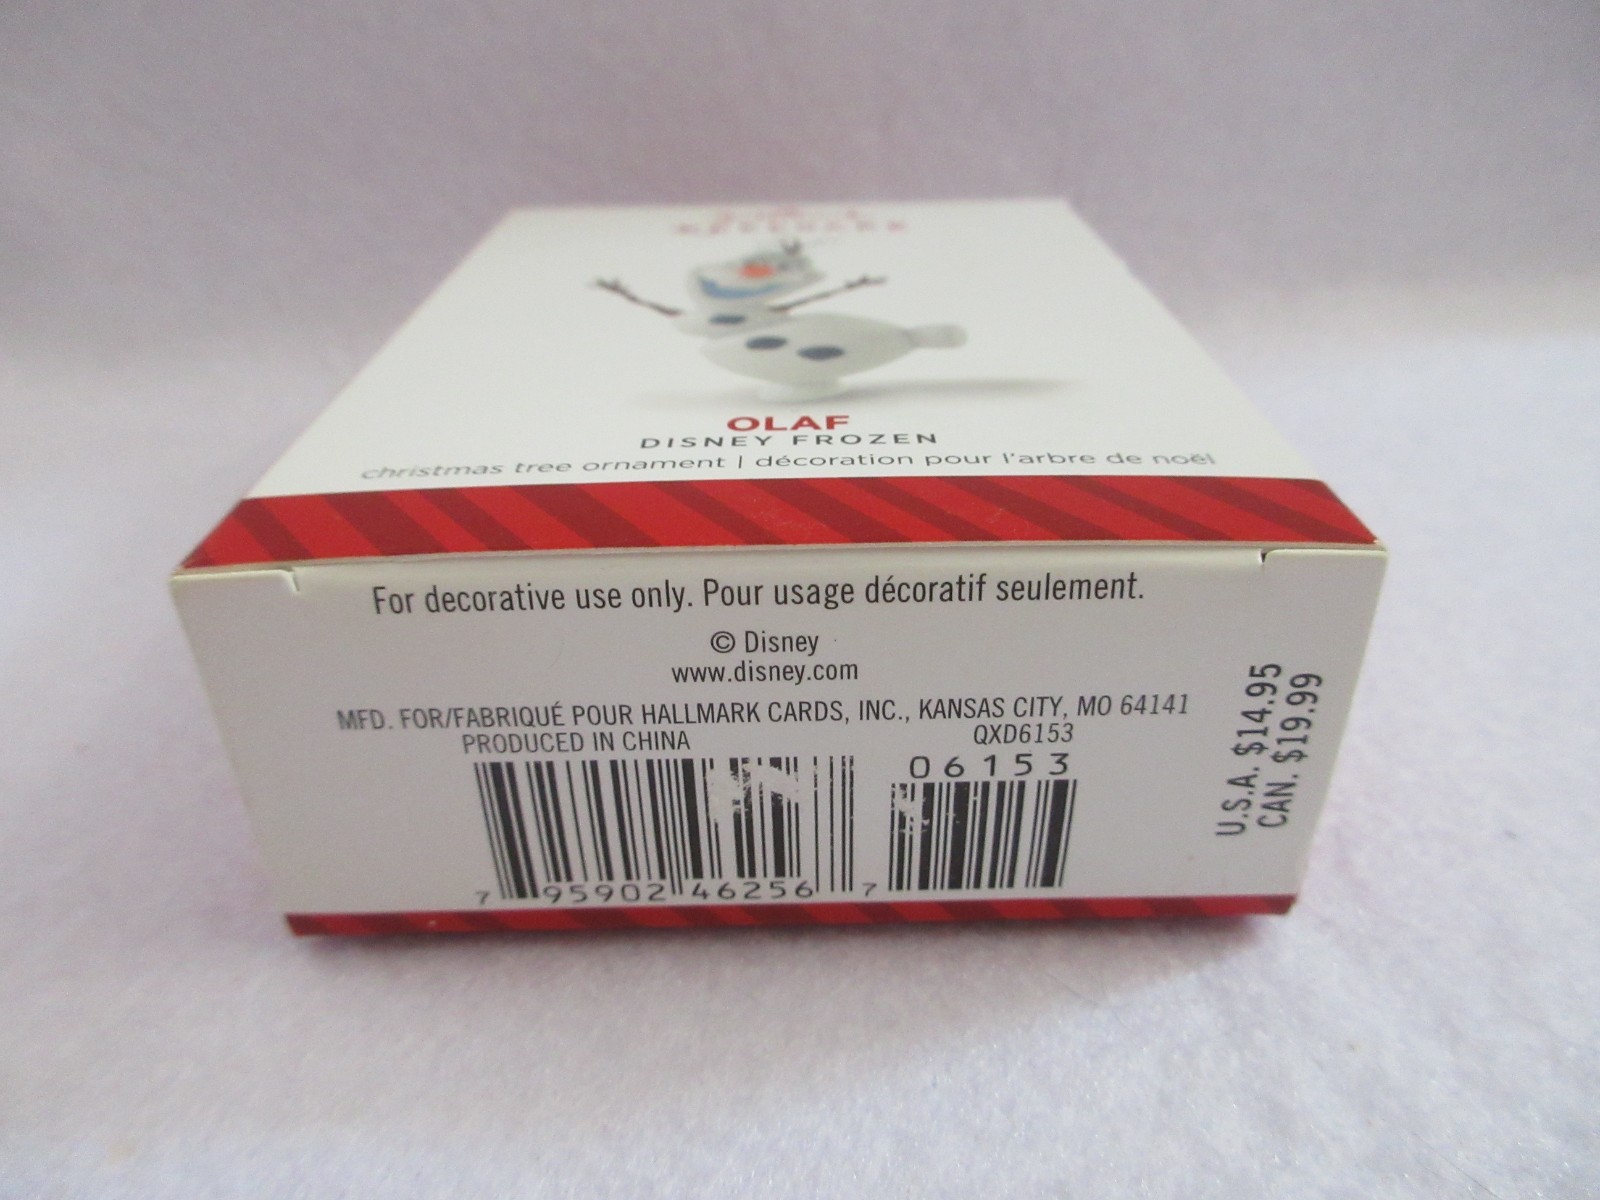 KEEPSAKE
OLAF
DISNEY FROZEN
christmas tree ornament | décoration pour l'arbre de noël
For decorative use only. Pour usage décoratif seulement.
© Disney
www.disney.com
MFD. FOR/FABRIQUÉ POUR HALLMARK CARDS, INC., KANSAS CITY, MO 64141
PRODUCED IN CHINA QXD6153
06153
7 95902 46256 7
U.S.A. $14.95
CAN. $19.99